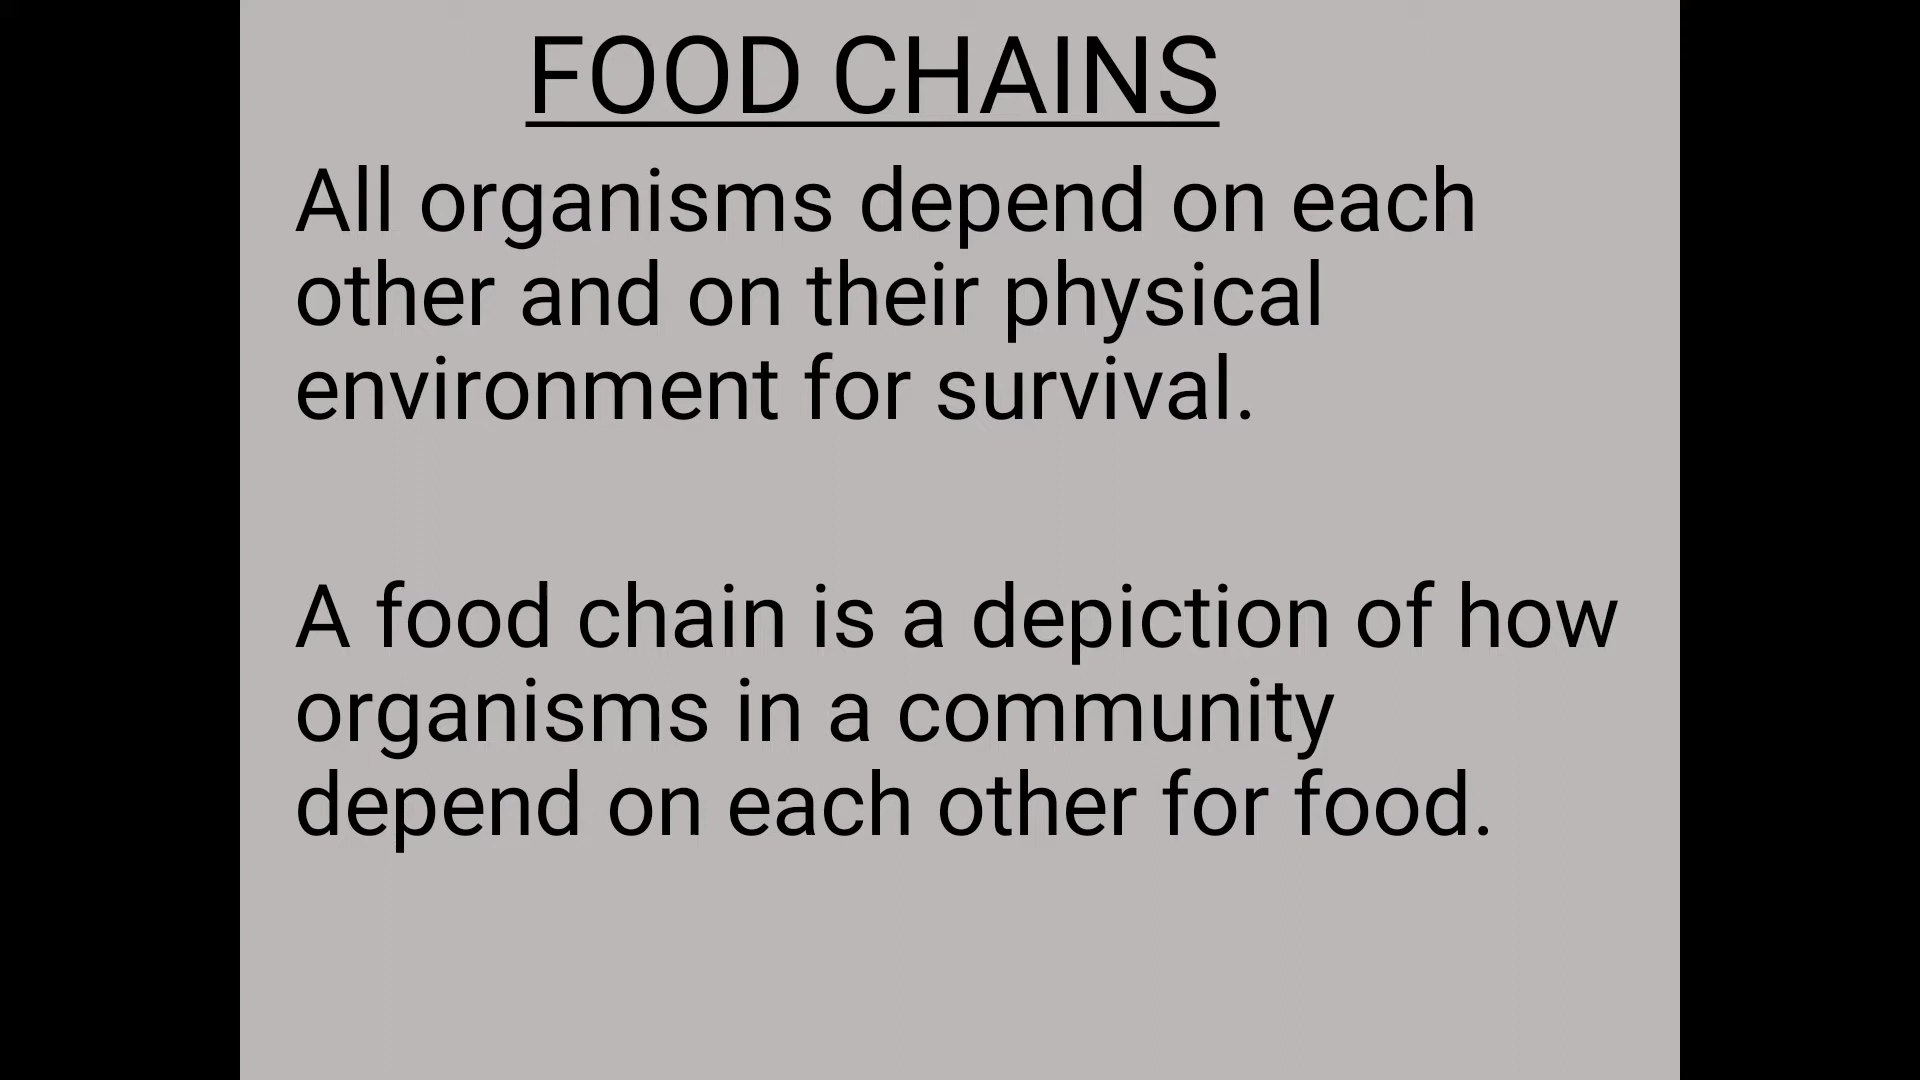 FOOD CHAINS
All organisms depend on each
other and on their physical
environment for survival.
A food chain is a depiction of how
organisms in a community
depend on each other for food.